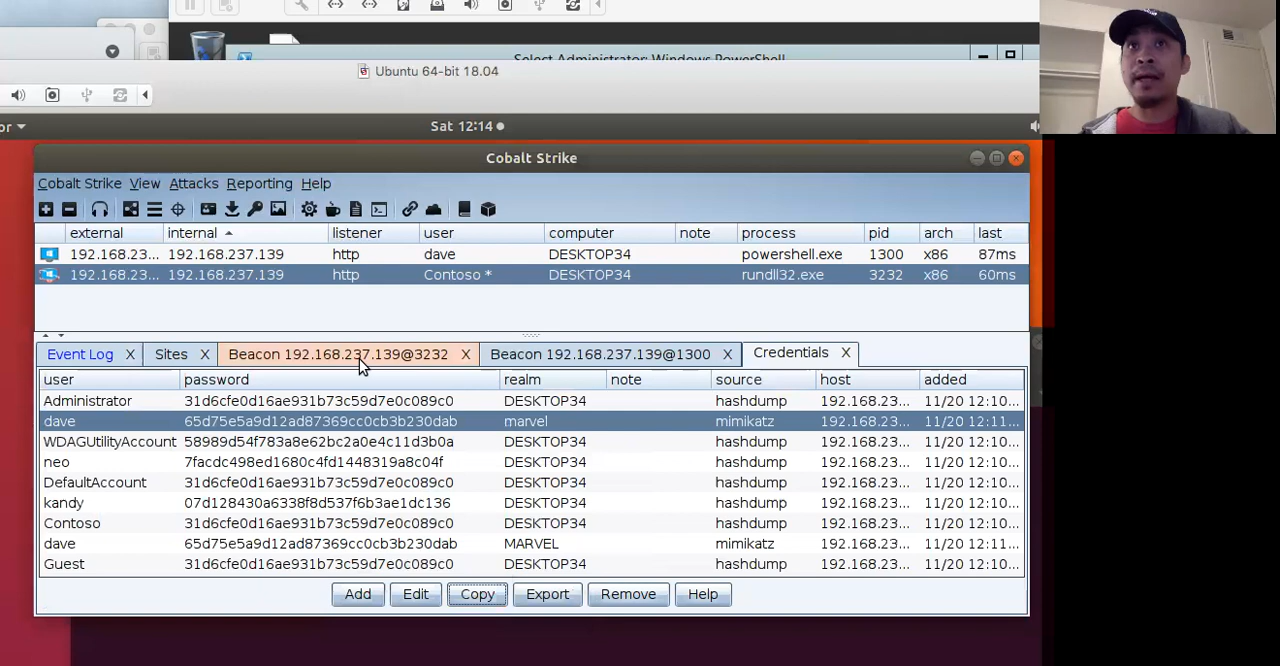 Select Administrator: Windows PowerShell
Ubuntu 64-bit 18.04
or
Sat 12:14
Cobalt Strike
Cobalt Strike View Attacks Reporting Help
external internal listener user computer note process pid arch last
192.168.23... 192.168.237.139 http dave DESKTOP34 powershell.exe 1300 x86 87ms
192.168.23... 192.168.237.139 http Contoso * DESKTOP34 rundll32.exe 3232 x86 60ms
Event Log X Sites X Beacon 192.168.237.139@3232 X Beacon 192.168.237.139@1300 X Credentials X
user password realm note source host added
Administrator 31d6cfe0d16ae931b73c59d7e0c089c0 DESKTOP34 hashdump 192.168.23... 11/20 12:10...
dave 65d75e5a9d12ad87369cc0cb3b230dab marvel mimikatz 192.168.23... 11/20 12:11...
WDAGUtilityAccount 58989d54f783a8e62bc2a0e4c11d3b0a DESKTOP34 hashdump 192.168.23... 11/20 12:10...
neo 7facdc498ed1680c4fd1448319a8c04f DESKTOP34 hashdump 192.168.23... 11/20 12:10...
DefaultAccount 31d6cfe0d16ae931b73c59d7e0c089c0 DESKTOP34 hashdump 192.168.23... 11/20 12:10...
kandy 07d128430a6338f8d537f6b3ae1dc136 DESKTOP34 hashdump 192.168.23... 11/20 12:10...
Contoso 31d6cfe0d16ae931b73c59d7e0c089c0 DESKTOP34 hashdump 192.168.23... 11/20 12:10...
dave 65d75e5a9d12ad87369cc0cb3b230dab MARVEL mimikatz 192.168.23... 11/20 12:11...
Guest 31d6cfe0d16ae931b73c59d7e0c089c0 DESKTOP34 hashdump 192.168.23... 11/20 12:10...
Add Edit Copy Export Remove Help